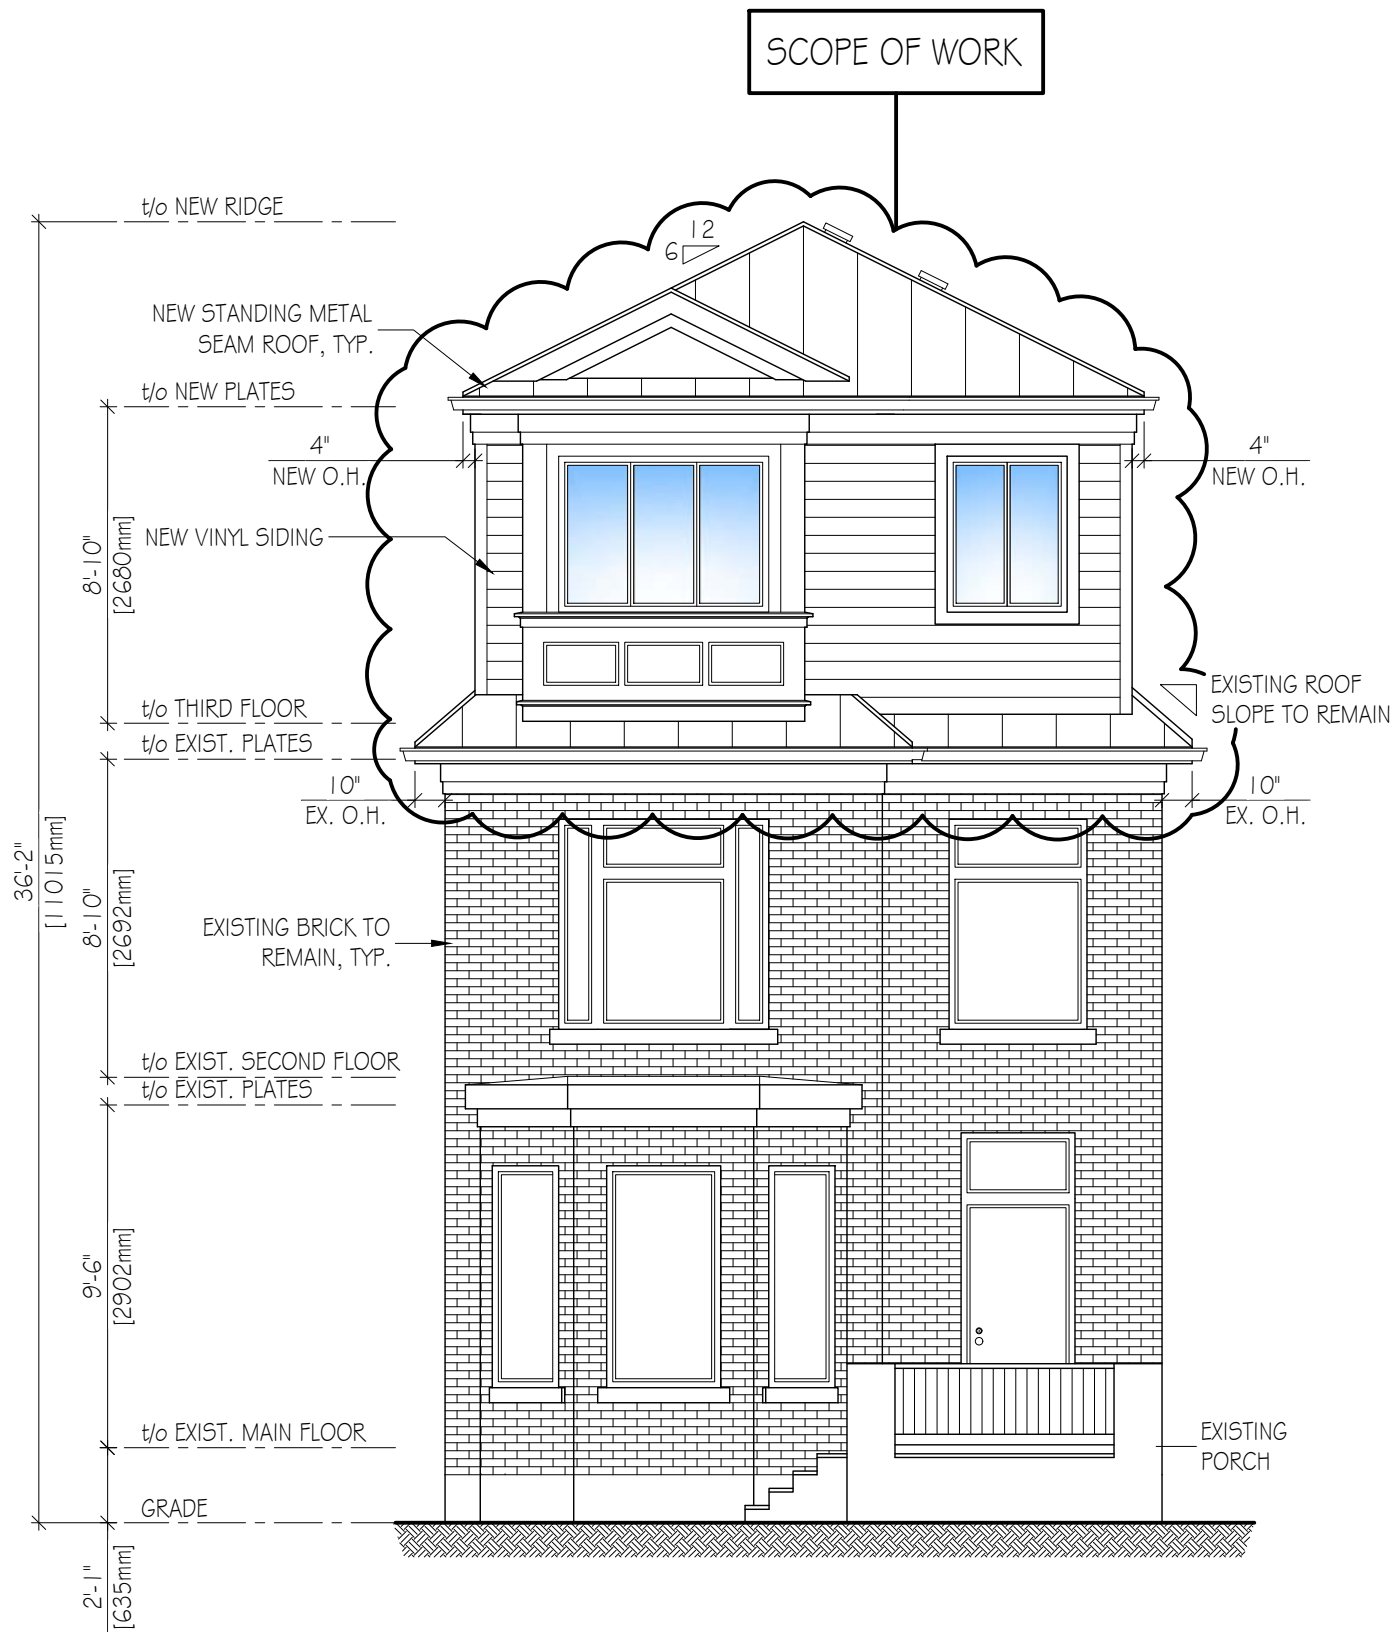 SCOPE OF WORK
t/o NEW RIDGE
12
6
NEW STANDING METAL
SEAM ROOF, TYP.
t/o NEW PLATES
4"
NEW O.H.
4"
NEW O.H.
NEW VINYL SIDING
8'-10"
[2680mm]
EXISTING ROOF
SLOPE TO REMAIN
t/o THIRD FLOOR
t/o EXIST. PLATES
10"
EX. O.H.
10"
EX. O.H.
36'-2"
[11015mm]
8'-10"
[2692mm]
EXISTING BRICK TO
REMAIN, TYP.
t/o EXIST. SECOND FLOOR
t/o EXIST. PLATES
9'-6"
[2902mm]
t/o EXIST. MAIN FLOOR
EXISTING
PORCH
GRADE
2'-1"
[635mm]